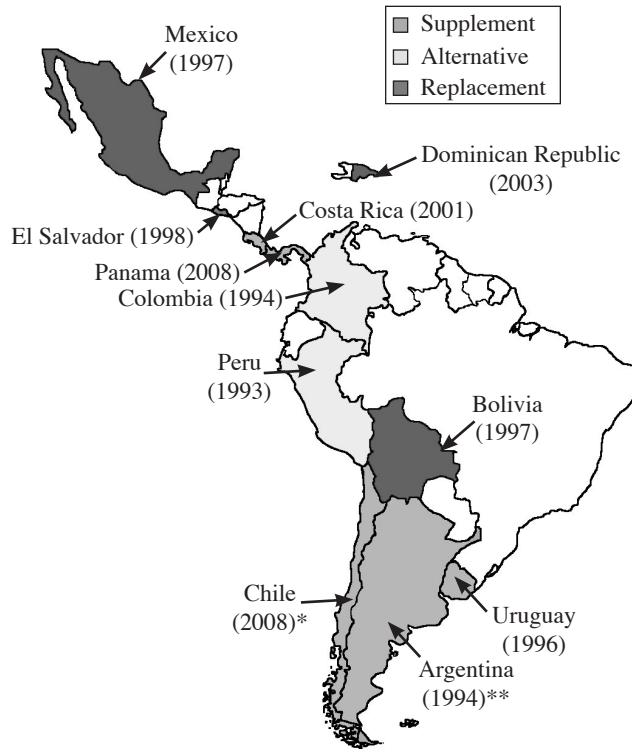 Supplement
Alternative
Replacement
Mexico
(1997)
Dominican Republic
(2003)
Costa Rica (2001)
El Salvador (1998)
Panama (2008)
Colombia (1994)
Peru
(1993)
Bolivia
(1997)
Chile
(2008)*
Uruguay
(1996)
Argentina
(1994)**